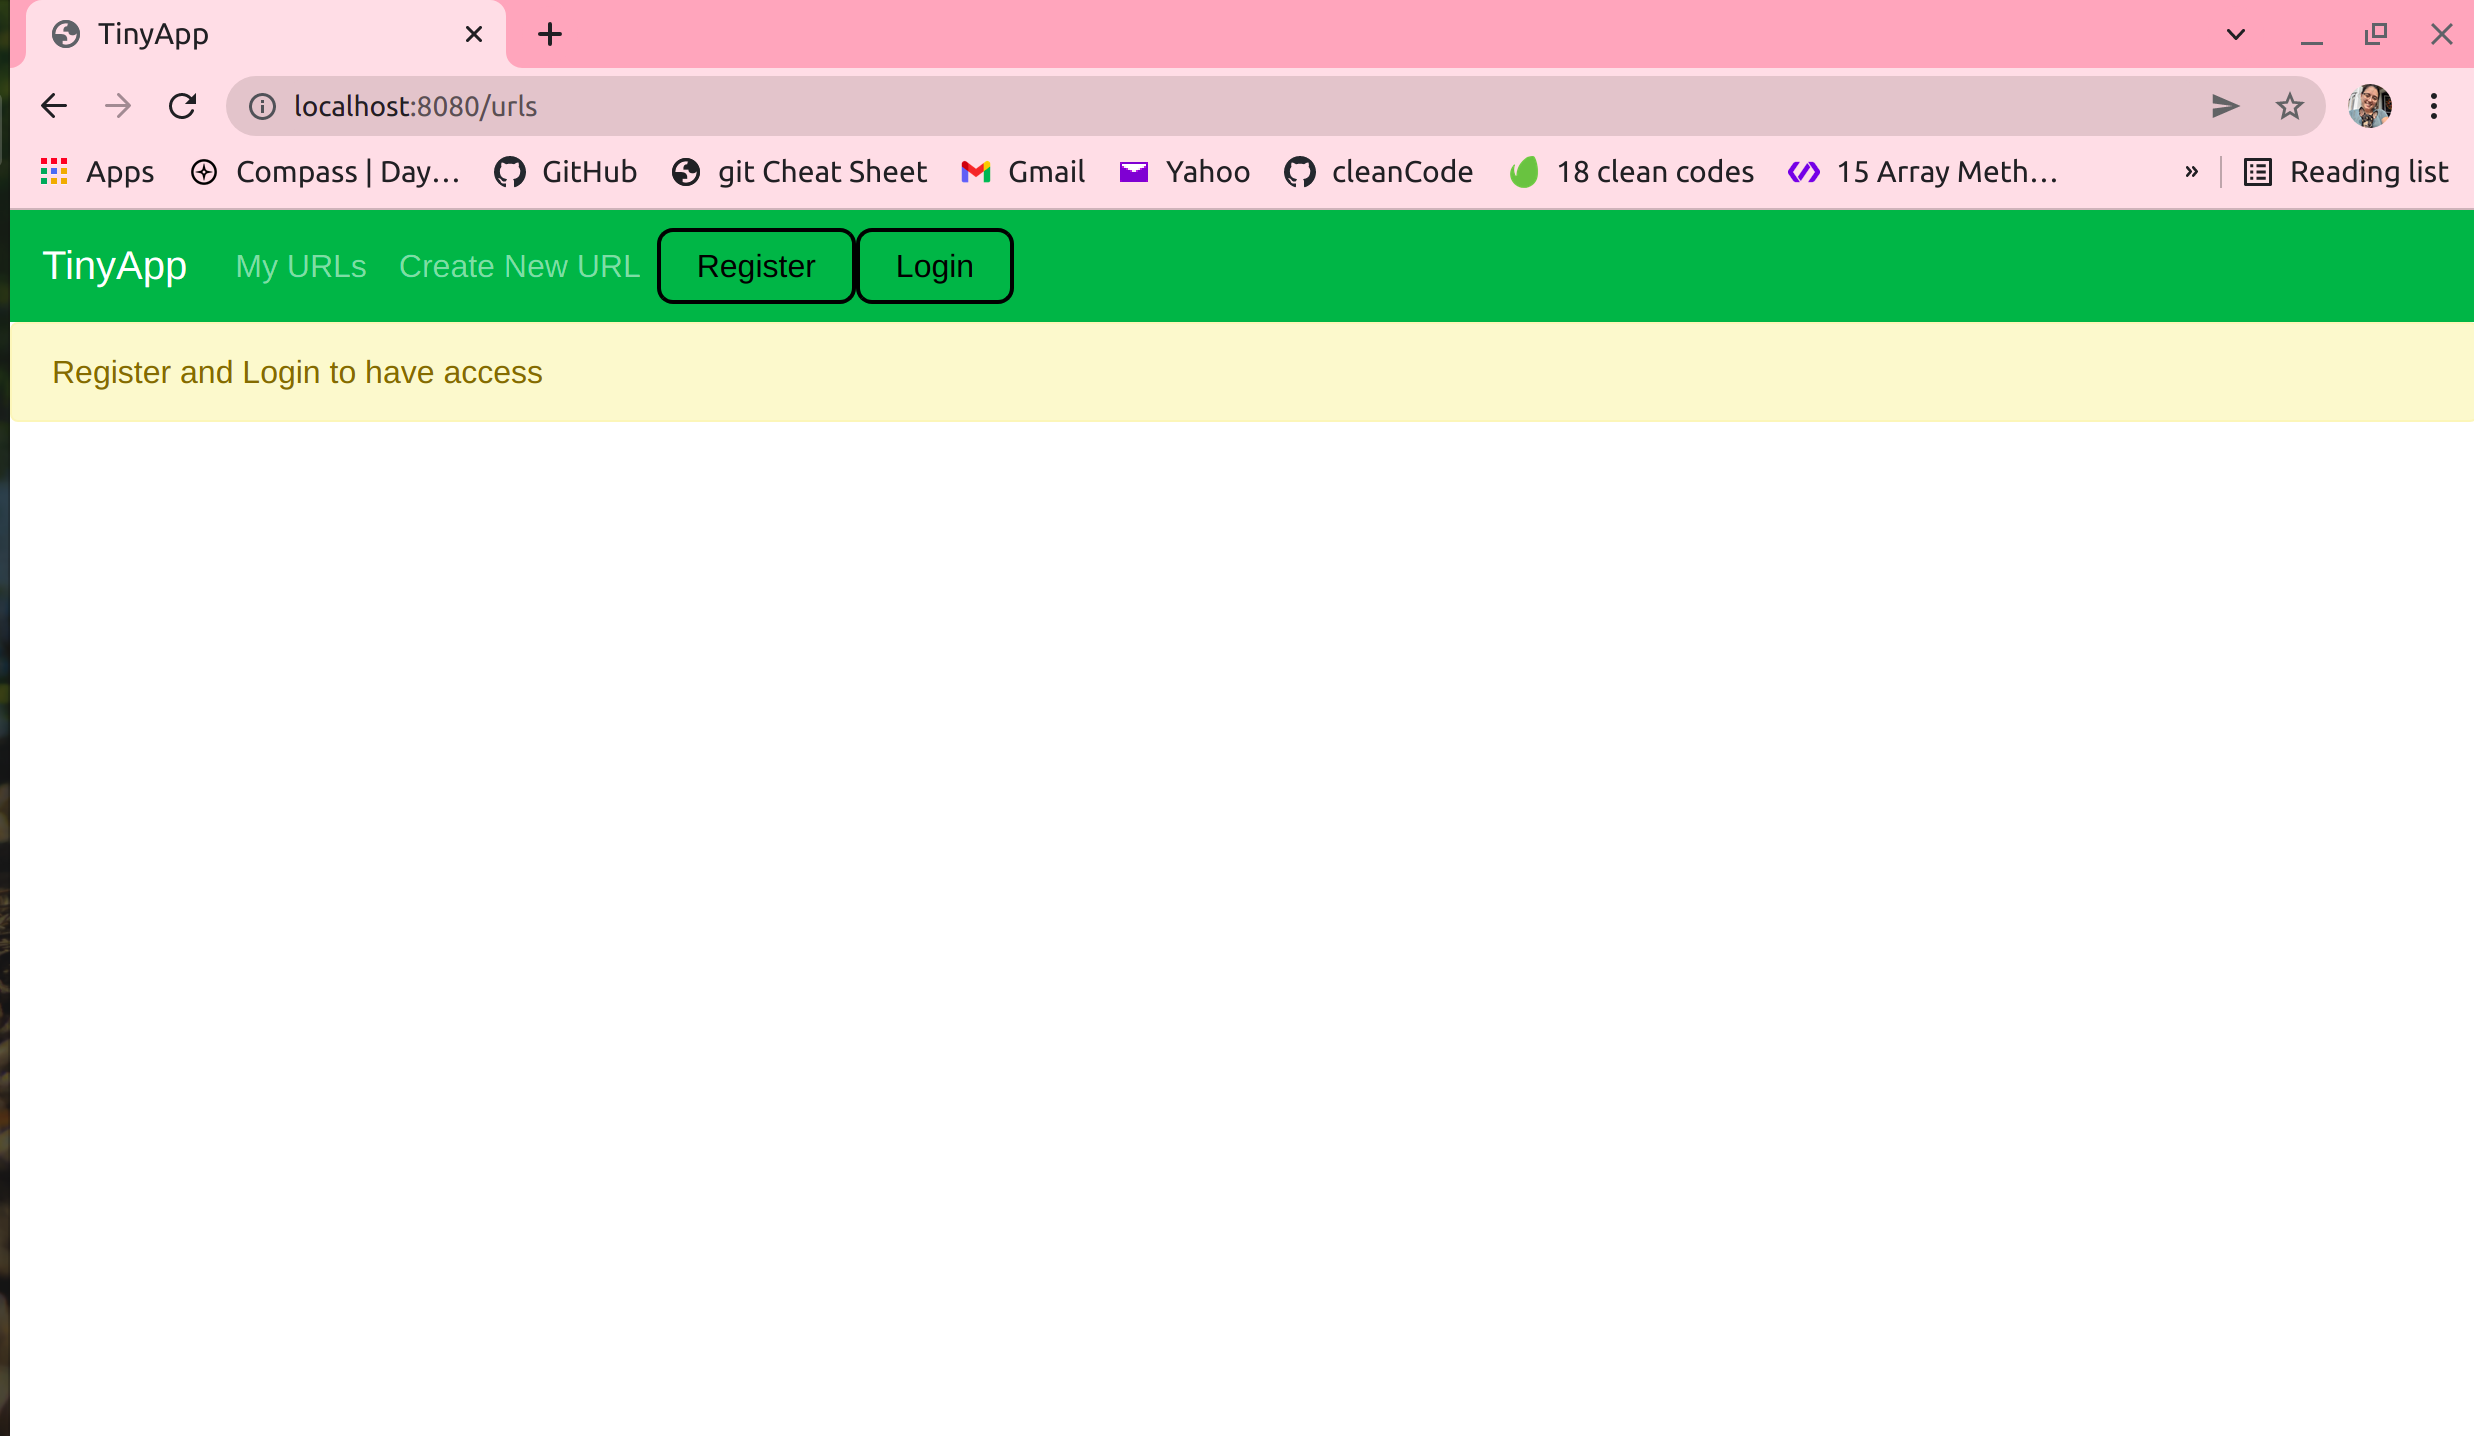 TinyApp
localhost:8080/urls
Apps Compass | Day... GitHub git Cheat Sheet Gmail Yahoo cleanCode 18 clean codes 15 Array Meth... » Reading list
TinyApp My URLs Create New URL Register Login
Register and Login to have access